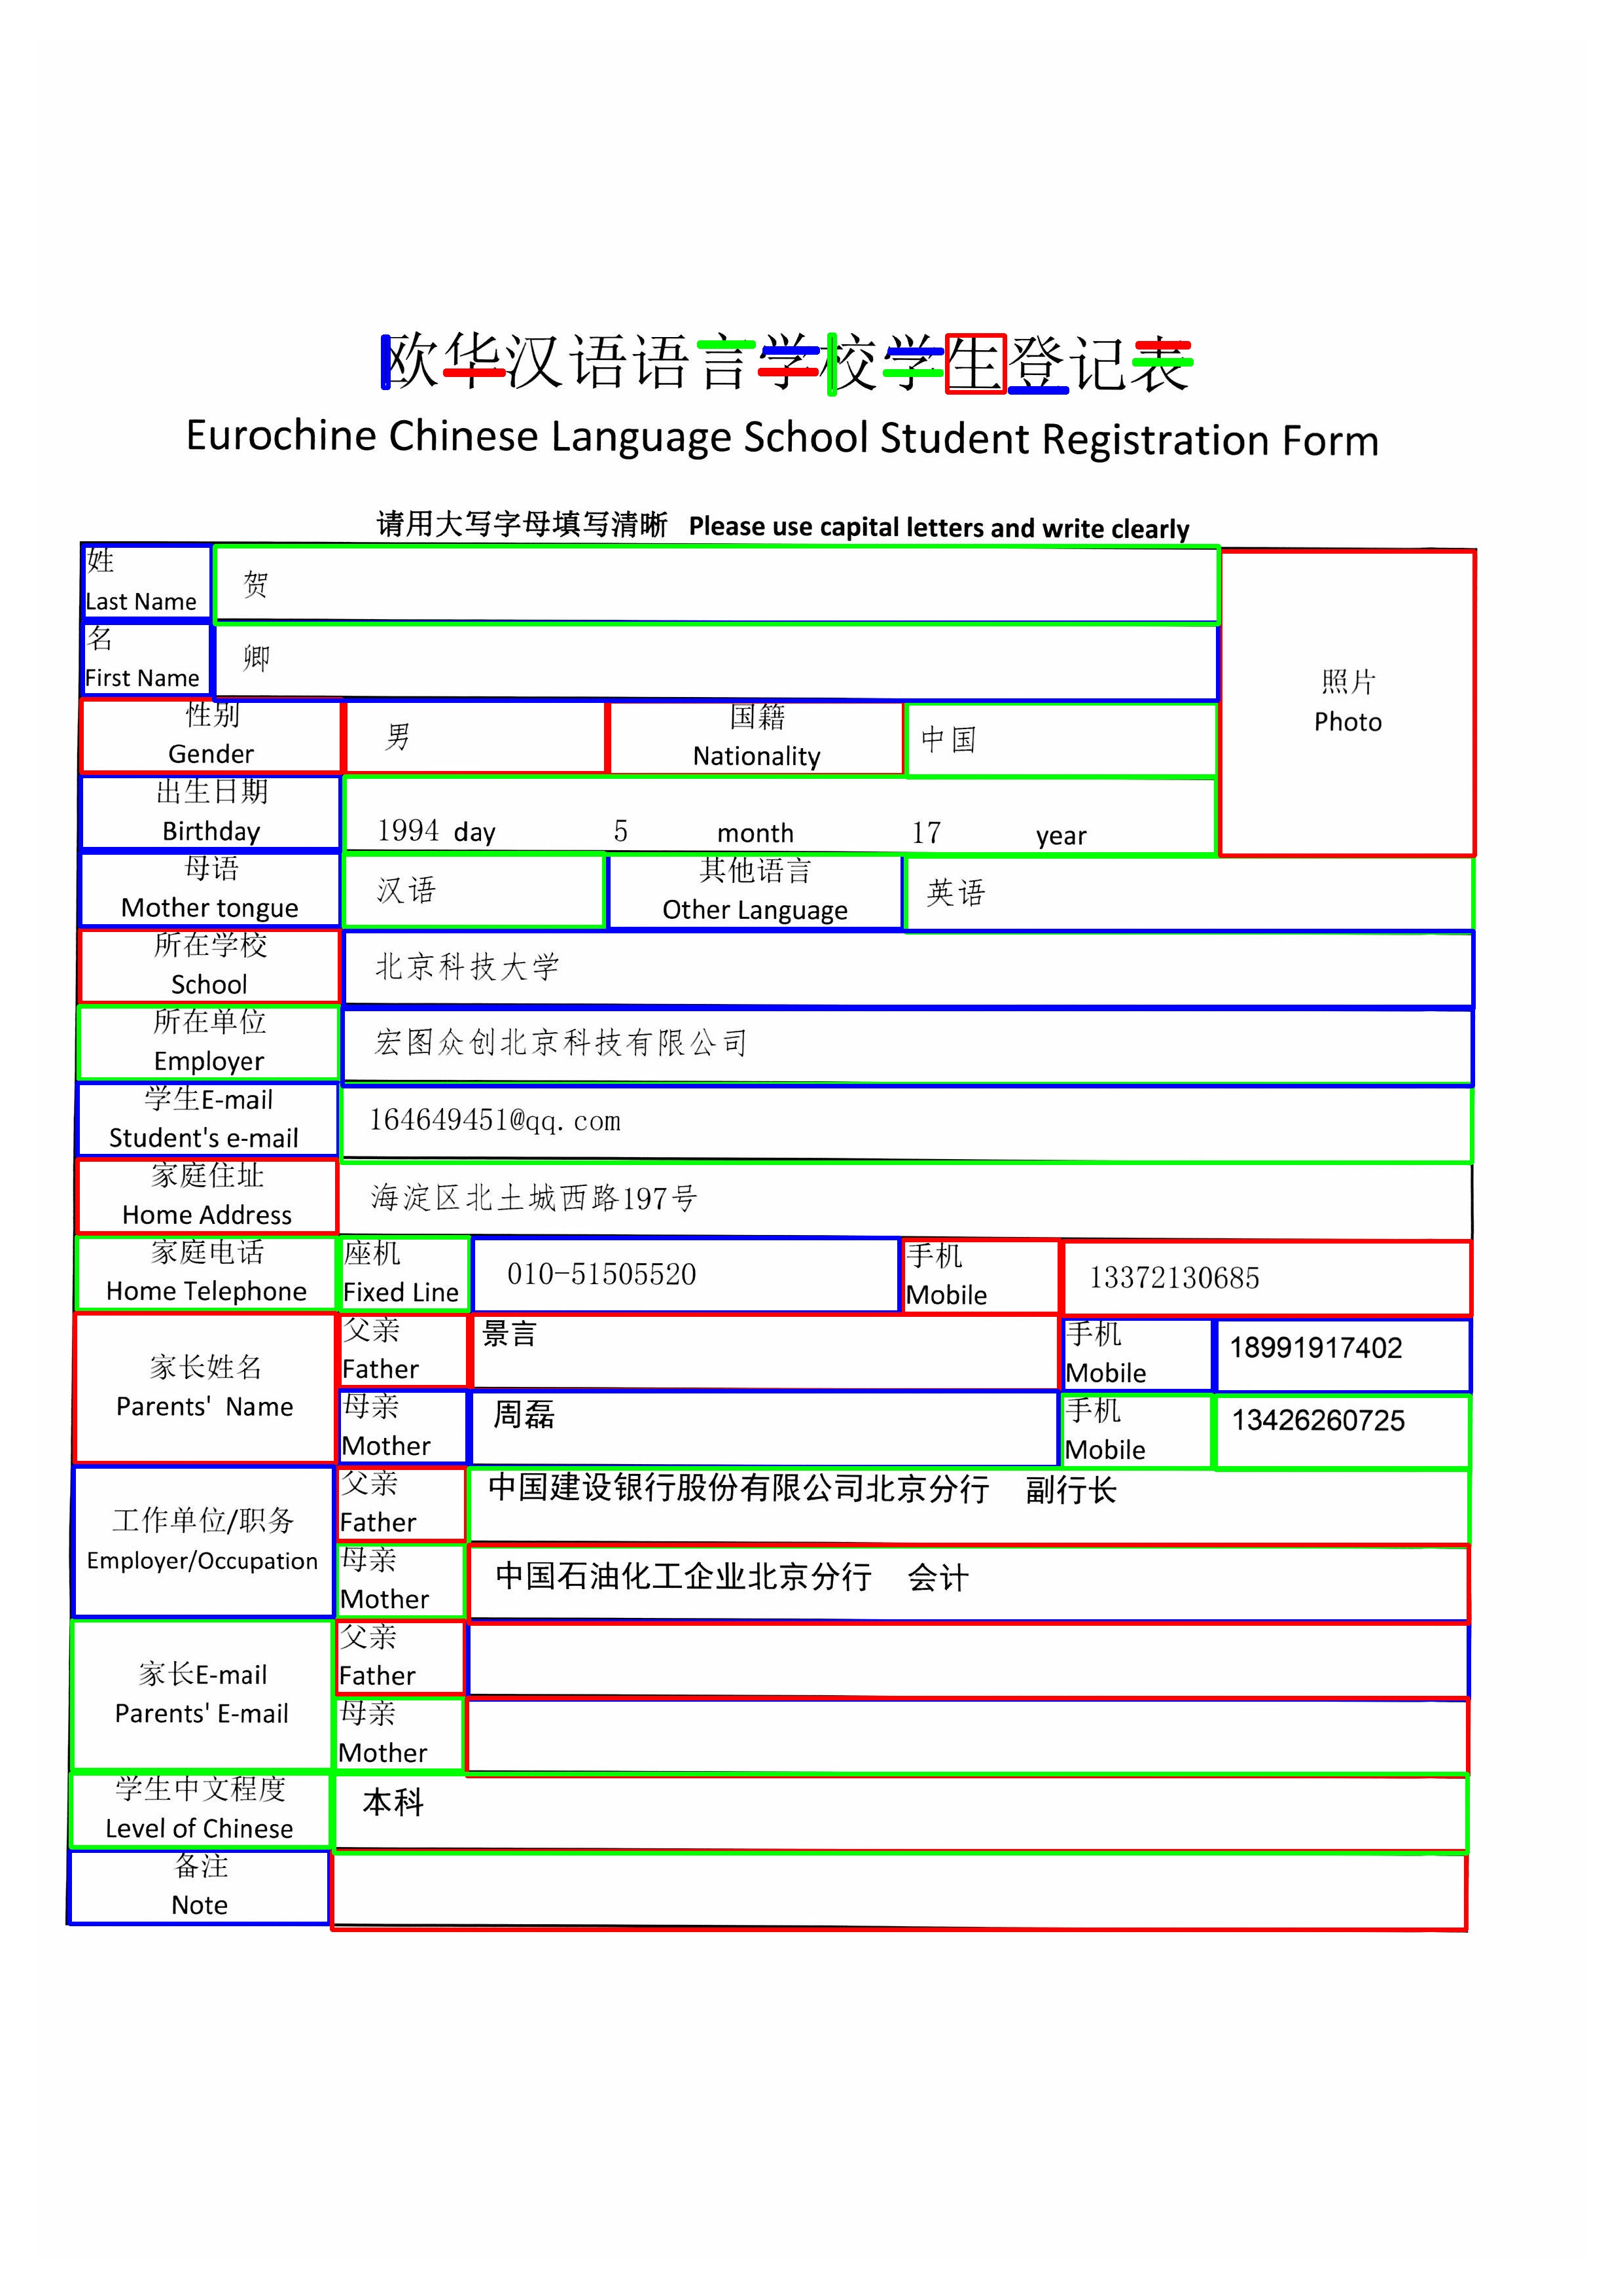 欧华汉语语言学校学生登记表
Eurochine Chinese Language School Student Registration Form
请用大写字母填写清晰 Please use capital letters and write clearly
姓
Last Name
贺
名
First Name
卿
照片
Photo
性别
Gender
男
国籍
Nationality
中国
出生日期
Birthday
1994 day 5 month 17 year
母语
Mother tongue
汉语
其他语言
Other Language
英语
所在学校
School
北京科技大学
所在单位
Employer
宏图众创北京科技有限公司
学生E-mail
Student's e-mail
164649451@qq.com
家庭住址
Home Address
海淀区北土城西路197号
家庭电话
Home Telephone
座机
Fixed Line
010-51505520
手机
Mobile
13372130685
家长姓名
Parents' Name
父亲
Father
景言
手机
Mobile
18991917402
母亲
Mother
周磊
手机
Mobile
13426260725
工作单位/职务
Employer/Occupation
父亲
Father
中国建设银行股份有限公司北京分行 副行长
母亲
Mother
中国石油化工企业北京分行 会计
家长E-mail
Parents' E-mail
父亲
Father
母亲
Mother
学生中文程度
Level of Chinese
本科
备注
Note